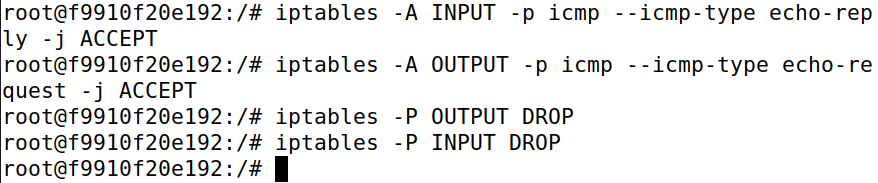 root@f9910f20e192:/# iptables -A INPUT -p icmp --icmp-type echo-rep
ly -j ACCEPT
root@f9910f20e192:/# iptables -A OUTPUT -p icmp --icmp-type echo-re
quest -j ACCEPT
root@f9910f20e192:/# iptables -P OUTPUT DROP
root@f9910f20e192:/# iptables -P INPUT DROP
root@f9910f20e192:/#